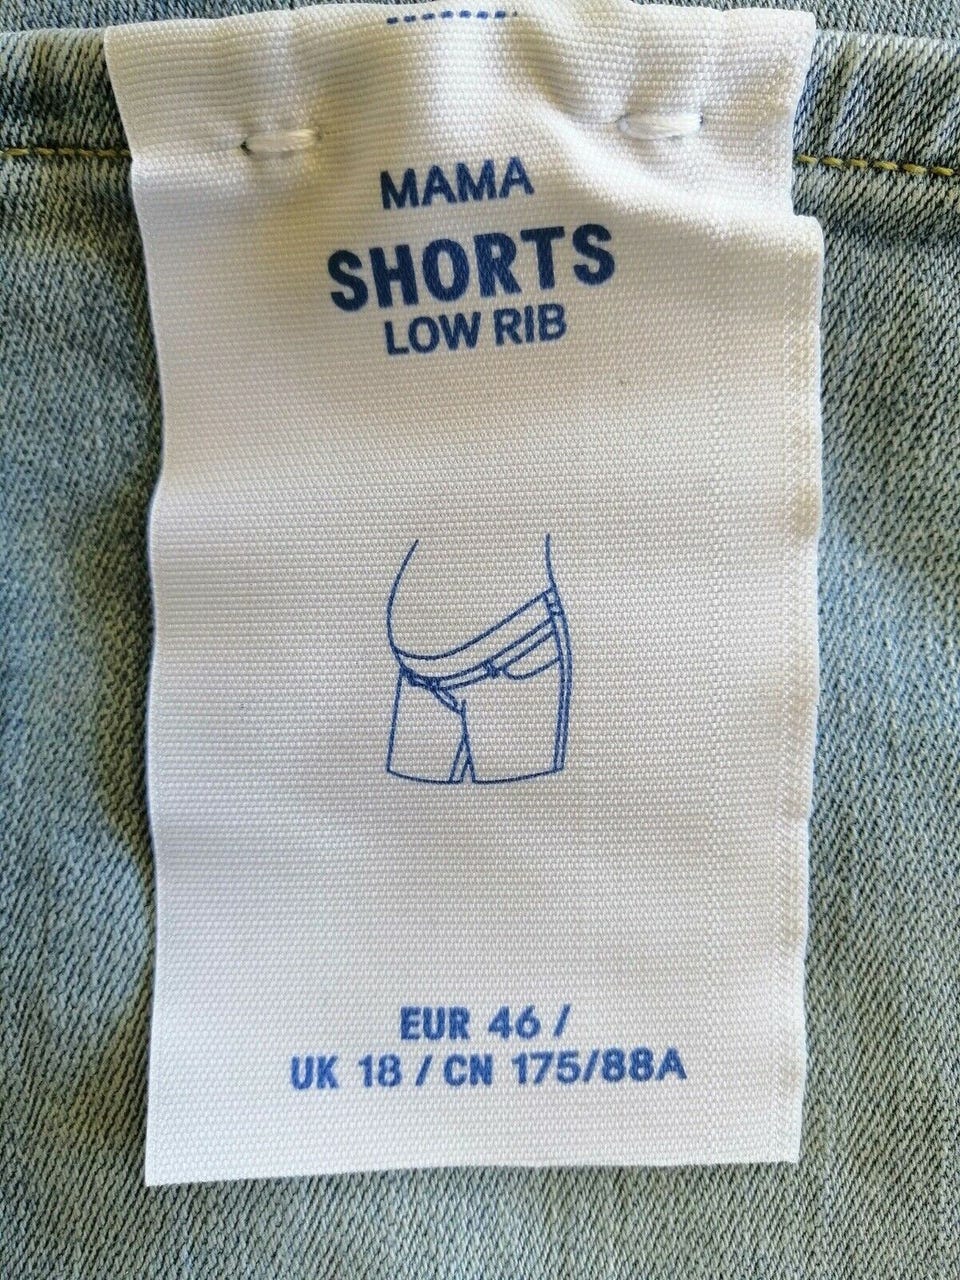 MAMA
SHORTS
LOW RIB
EUR 46 /
UK 18 / CN 175/88A